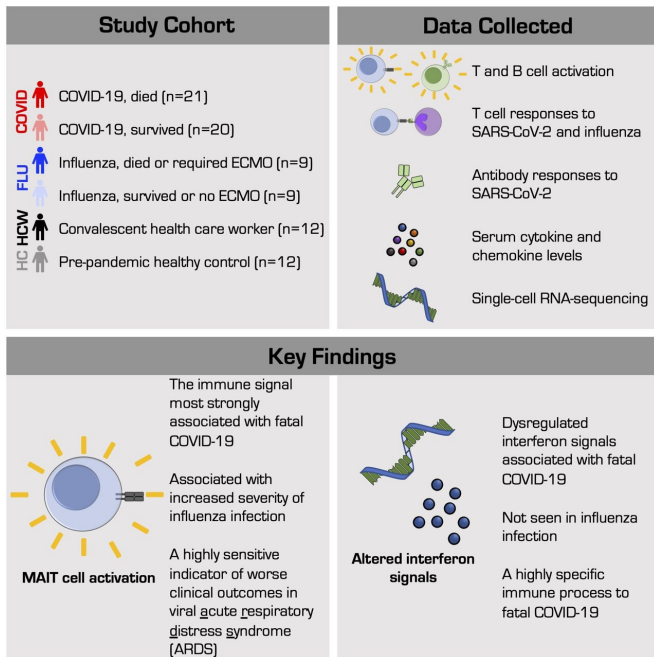 Study Cohort
COVID
COVID-19, died (n=21)
COVID-19, survived (n=20)
FLU
Influenza, died or required ECMO (n=9)
Influenza, survived or no ECMO (n=9)
HCW
Convalescent health care worker (n=12)
HC
Pre-pandemic healthy control (n=12)
Data Collected
T and B cell activation
T cell responses to
SARS-CoV-2 and influenza
Antibody responses to
SARS-CoV-2
Serum cytokine and
chemokine levels
Single-cell RNA-sequencing
Key Findings
MAIT cell activation
The immune signal
most strongly
associated with fatal
COVID-19
Associated with
increased severity of
influenza infection
A highly sensitive
indicator of worse
clinical outcomes in
viral acute respiratory
distress syndrome
(ARDS)
Altered interferon
signals
Dysregulated
interferon signals
associated with fatal
COVID-19
Not seen in influenza
infection
A highly specific
immune process to
fatal COVID-19